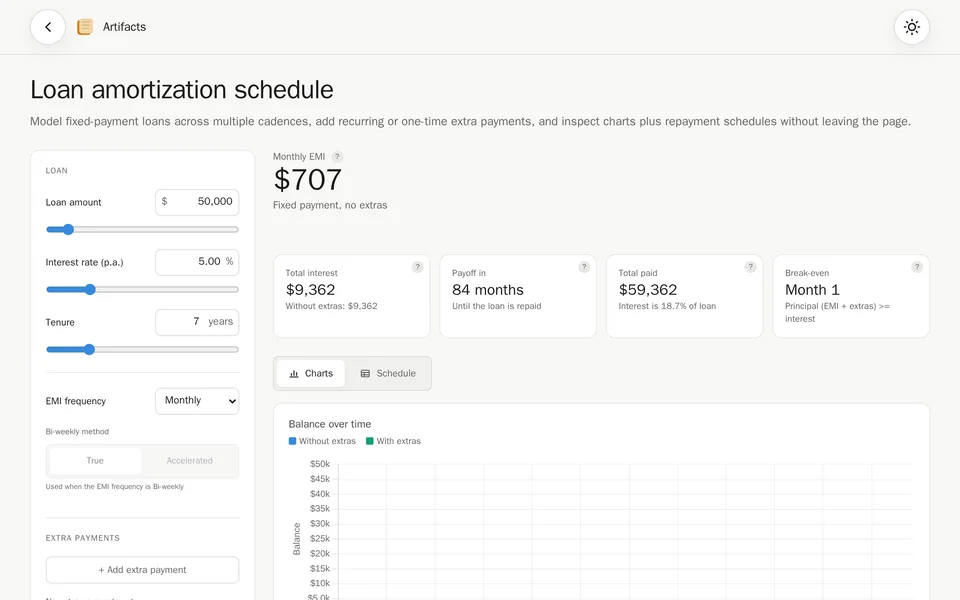 Artifacts
Loan amortization schedule
Model fixed-payment loans across multiple cadences, add recurring or one-time extra payments, and inspect charts plus repayment schedules without leaving the page.
LOAN
Loan amount
$ 50,000
Interest rate (p.a.)
5.00 %
Tenure
7 years
EMI frequency
Monthly
Bi-weekly method
True
Accelerated
Used when the EMI frequency is Bi-weekly
EXTRA PAYMENTS
+ Add extra payment
Monthly EMI ?
$707
Fixed payment, no extras
Total interest ?
$9,362
Without extras: $9,362
Payoff in ?
84 months
Until the loan is repaid
Total paid ?
$59,362
Interest is 18.7% of loan
Break-even ?
Month 1
Principal (EMI + extras) >=
interest
Charts
Schedule
Balance over time
Without extras
With extras
Balance
$50k
$45k
$40k
$35k
$30k
$25k
$20k
$15k
$10k
$5.0k